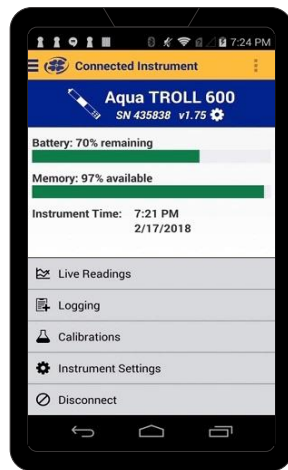 7:24 PM
Connected Instrument
Aqua TROLL 600
SN 435838 v1.75
Battery: 70% remaining
Memory: 97% available
Instrument Time: 7:21 PM
2/17/2018
Live Readings
Logging
Calibrations
Instrument Settings
Disconnect